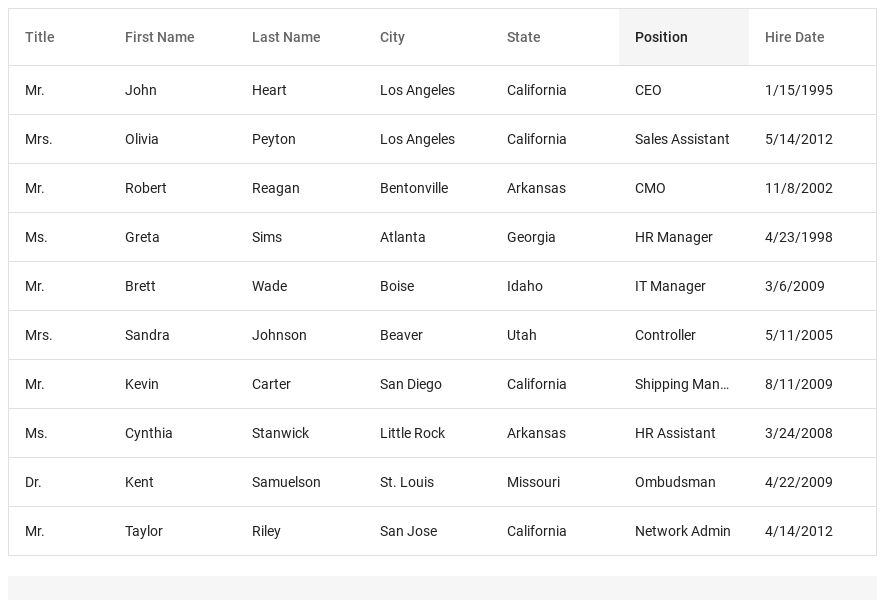 Title First Name Last Name City State Position Hire Date
Mr. John Heart Los Angeles California CEO 1/15/1995
Mrs. Olivia Peyton Los Angeles California Sales Assistant 5/14/2012
Mr. Robert Reagan Bentonville Arkansas CMO 11/8/2002
Ms. Greta Sims Atlanta Georgia HR Manager 4/23/1998
Mr. Brett Wade Boise Idaho IT Manager 3/6/2009
Mrs. Sandra Johnson Beaver Utah Controller 5/11/2005
Mr. Kevin Carter San Diego California Shipping Man... 8/11/2009
Ms. Cynthia Stanwick Little Rock Arkansas HR Assistant 3/24/2008
Dr. Kent Samuelson St. Louis Missouri Ombudsman 4/22/2009
Mr. Taylor Riley San Jose California Network Admin 4/14/2012